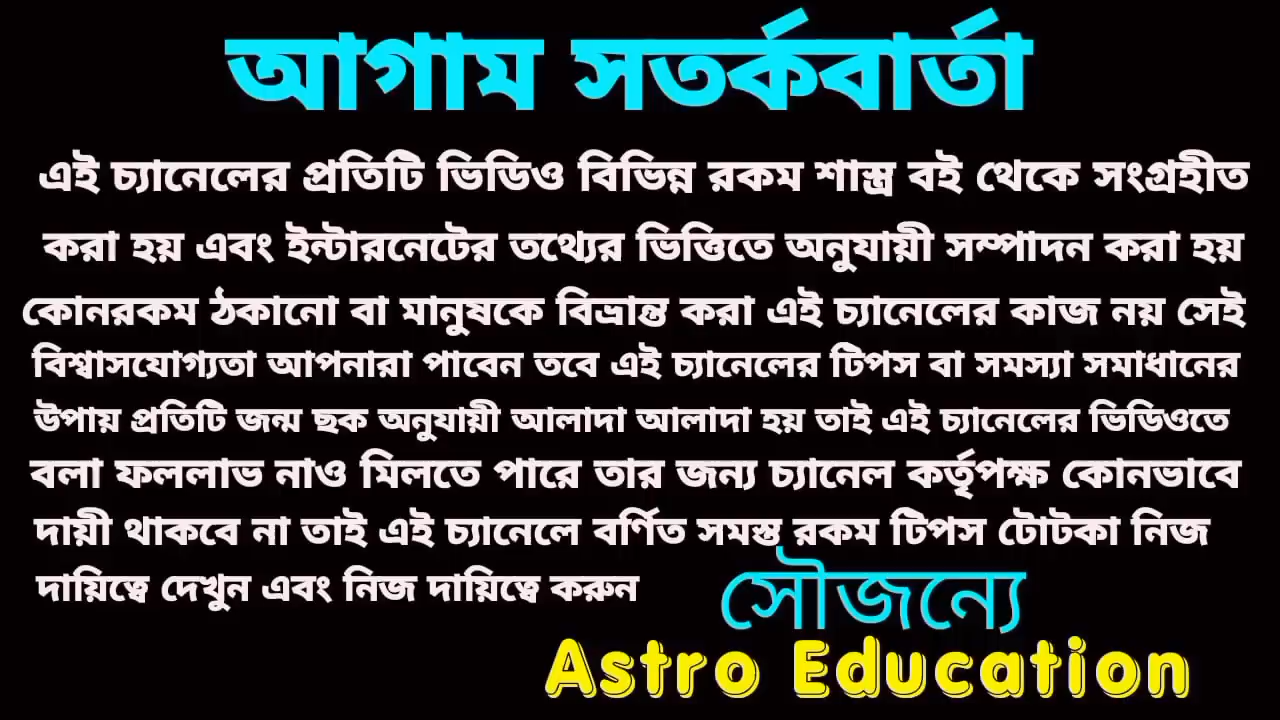 আগাম সতর্কবার্তা
এই চ্যানেলের প্রতিটি ভিডিও বিভিন্ন রকম শাস্ত্র বই থেকে সংগ্রহীত
করা হয় এবং ইন্টারনেটের তথ্যের ভিত্তিতে অনুযায়ী সম্পাদন করা হয়
কোনরকম ঠকানো বা মানুষকে বিভ্রান্ত করা এই চ্যানেলের কাজ নয় সেই
বিশ্বাসযোগ্যতা আপনারা পাবেন তবে এই চ্যানেলের টিপস বা সমস্যা সমাধানের
উপায় প্রতিটি জন্ম ছক অনুযায়ী আলাদা আলাদা হয় তাই এই চ্যানেলের ভিডিওতে
বলা ফললাভ নাও মিলতে পারে তার জন্য চ্যানেল কর্তৃপক্ষ কোনভাবে
দায়ী থাকবে না তাই এই চ্যানেলে বর্ণিত সমস্ত রকম টিপস টোটকা নিজ
দায়িত্বে দেখুন এবং নিজ দায়িত্বে করুন
সৌজন্যে
Astro Education